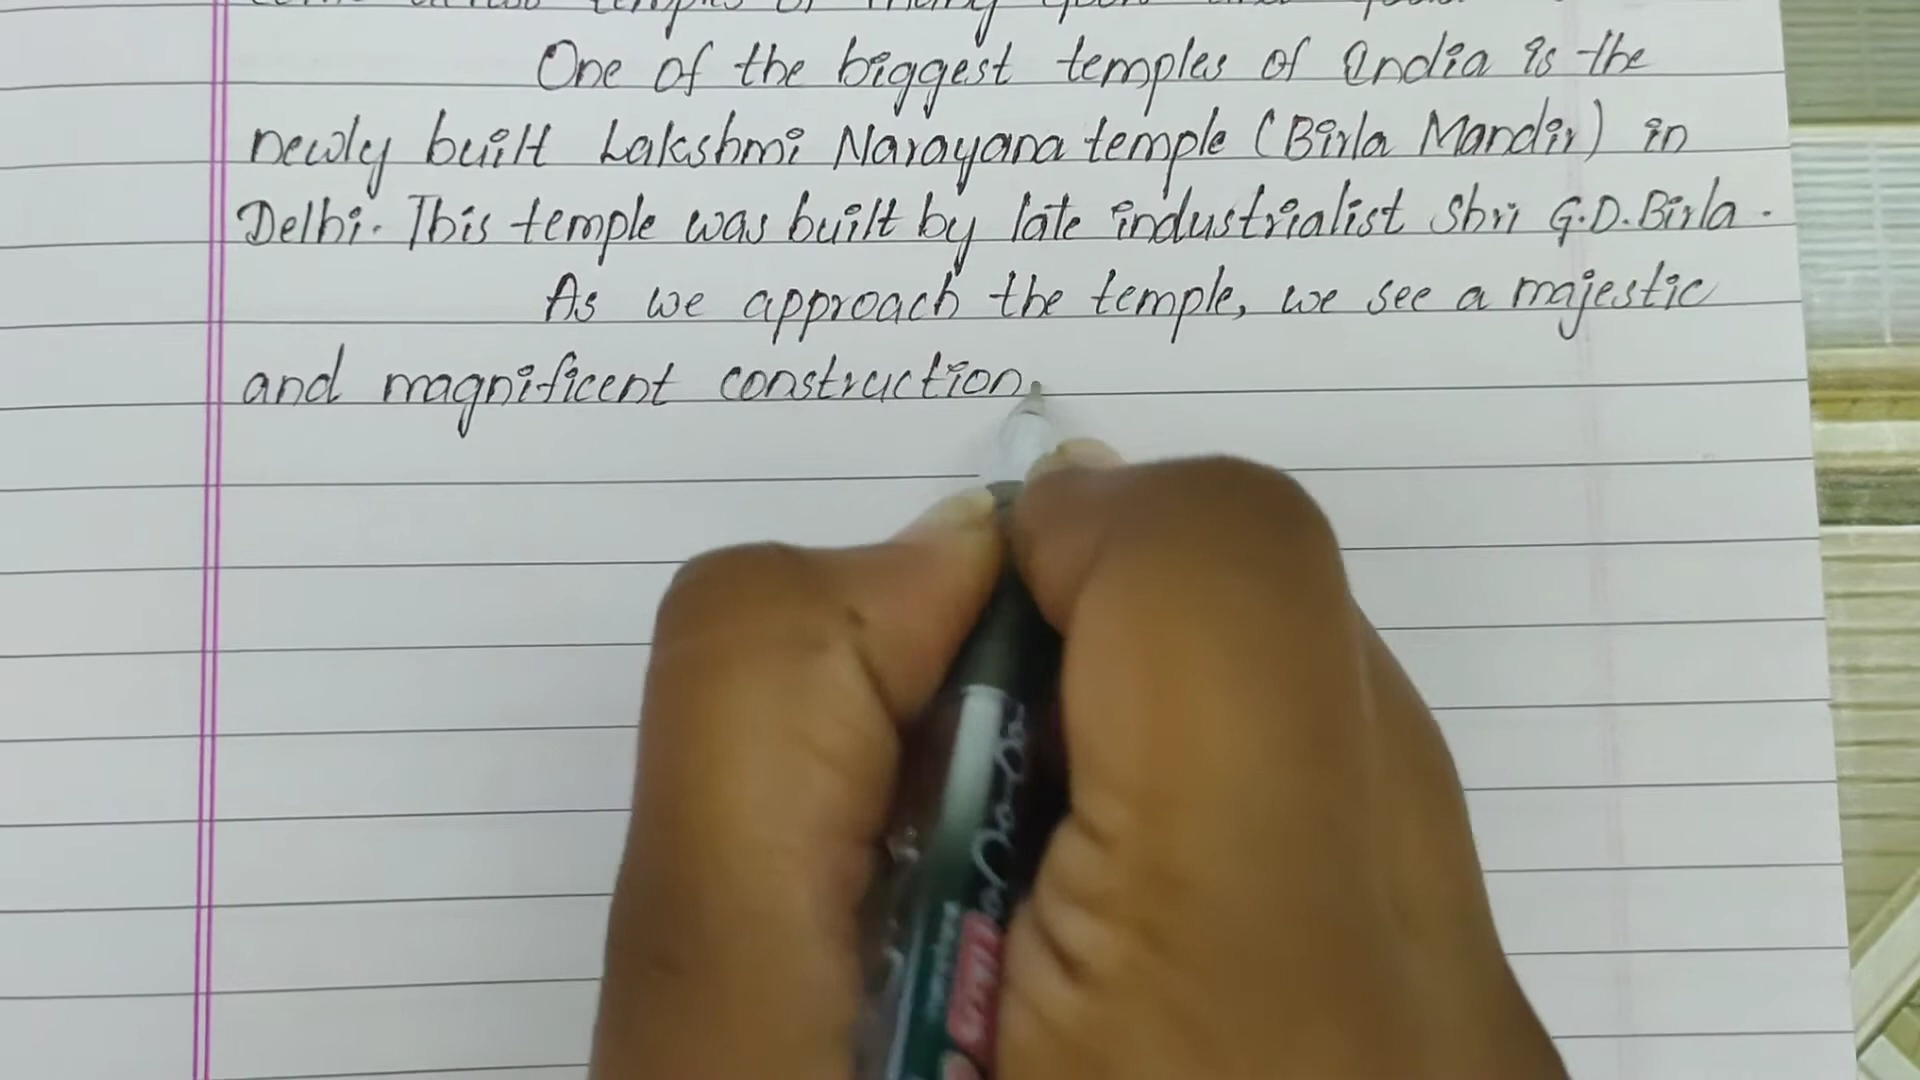 One of the biggest temples of India is the
newly built Lakshmi Narayana temple (Birla Mandir) in
Delhi. This temple was built by late industrialist Shri G.D.Birla.
As we approach the temple, we see a majestic
and magnificent construction.